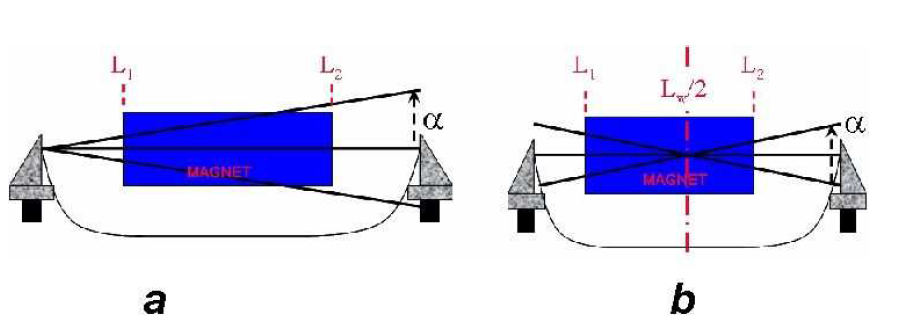 L1 L2
α
MAGNET
a
L1 L2
Lw/2
α
MAGNET
b